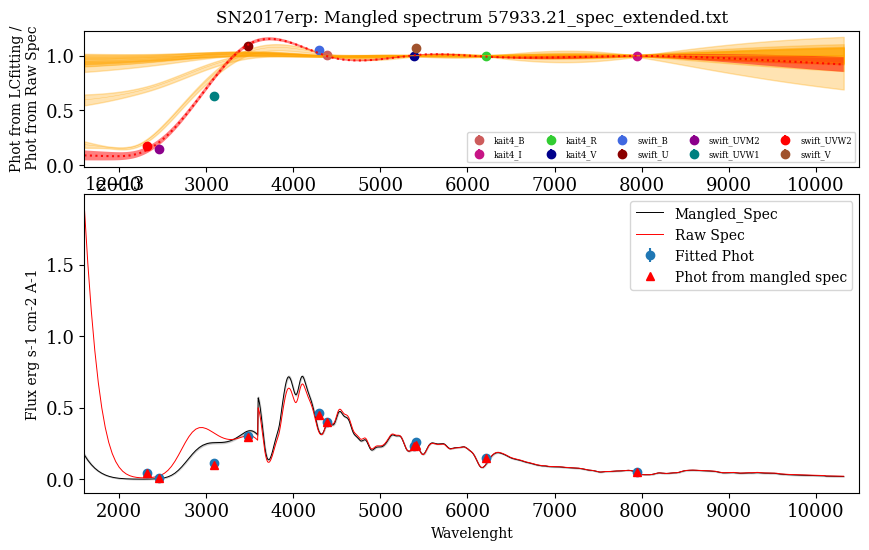 SN2017erp: Mangled spectrum 57933.21_spec_extended.txt
Phot from LCfitting /
Phot from Raw Spec
1.0
0.5
0.0
kait4_B kait4_R swift_B swift_UVM2 swift_UVW2
kait4_I kait4_V swift_U swift_UVW1 swift_V
2000 3000 4000 5000 6000 7000 8000 9000 10000
Flux erg s-1 cm-2 A-1
1.5
1.0
0.5
0.0
Mangled_Spec
Raw Spec
Fitted Phot
Phot from mangled spec
2000 3000 4000 5000 6000 7000 8000 9000 10000
Wavelenght